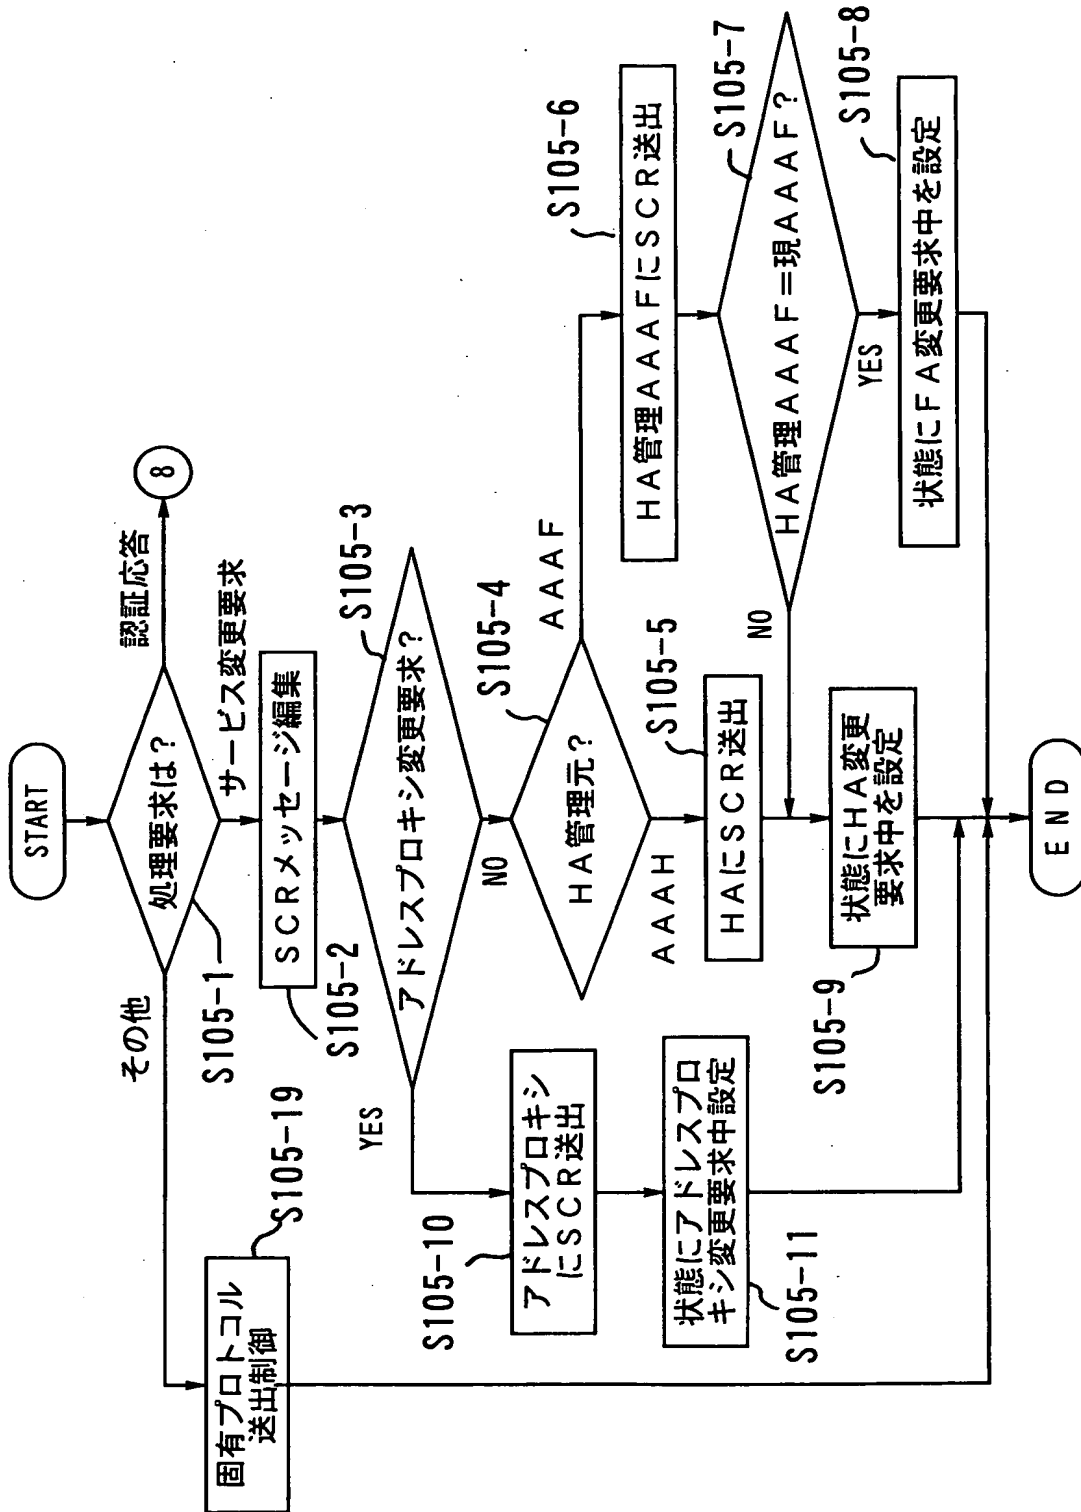 START
処理要求は？
S105-1
認証応答
8
その他
サービス変更要求
固有プロトコル
送出制御
S105-19
SCRメッセージ編集
S105-2
アドレスプロキシ変更要求？
S105-3
YES
NO
アドレスプロキシ
にSCR送出
S105-10
状態にアドレスプロ
キシ変更要求中設定
S105-11
HA管理元？
S105-4
AAAH
AAAF
HAにSCR送出
S105-5
HA管理AAAFにSCR送出
S105-6
HA管理AAAF＝現AAAF？
S105-7
NO
YES
状態にFA変更要求中を設定
S105-8
状態にHA変更
要求中を設定
S105-9
END